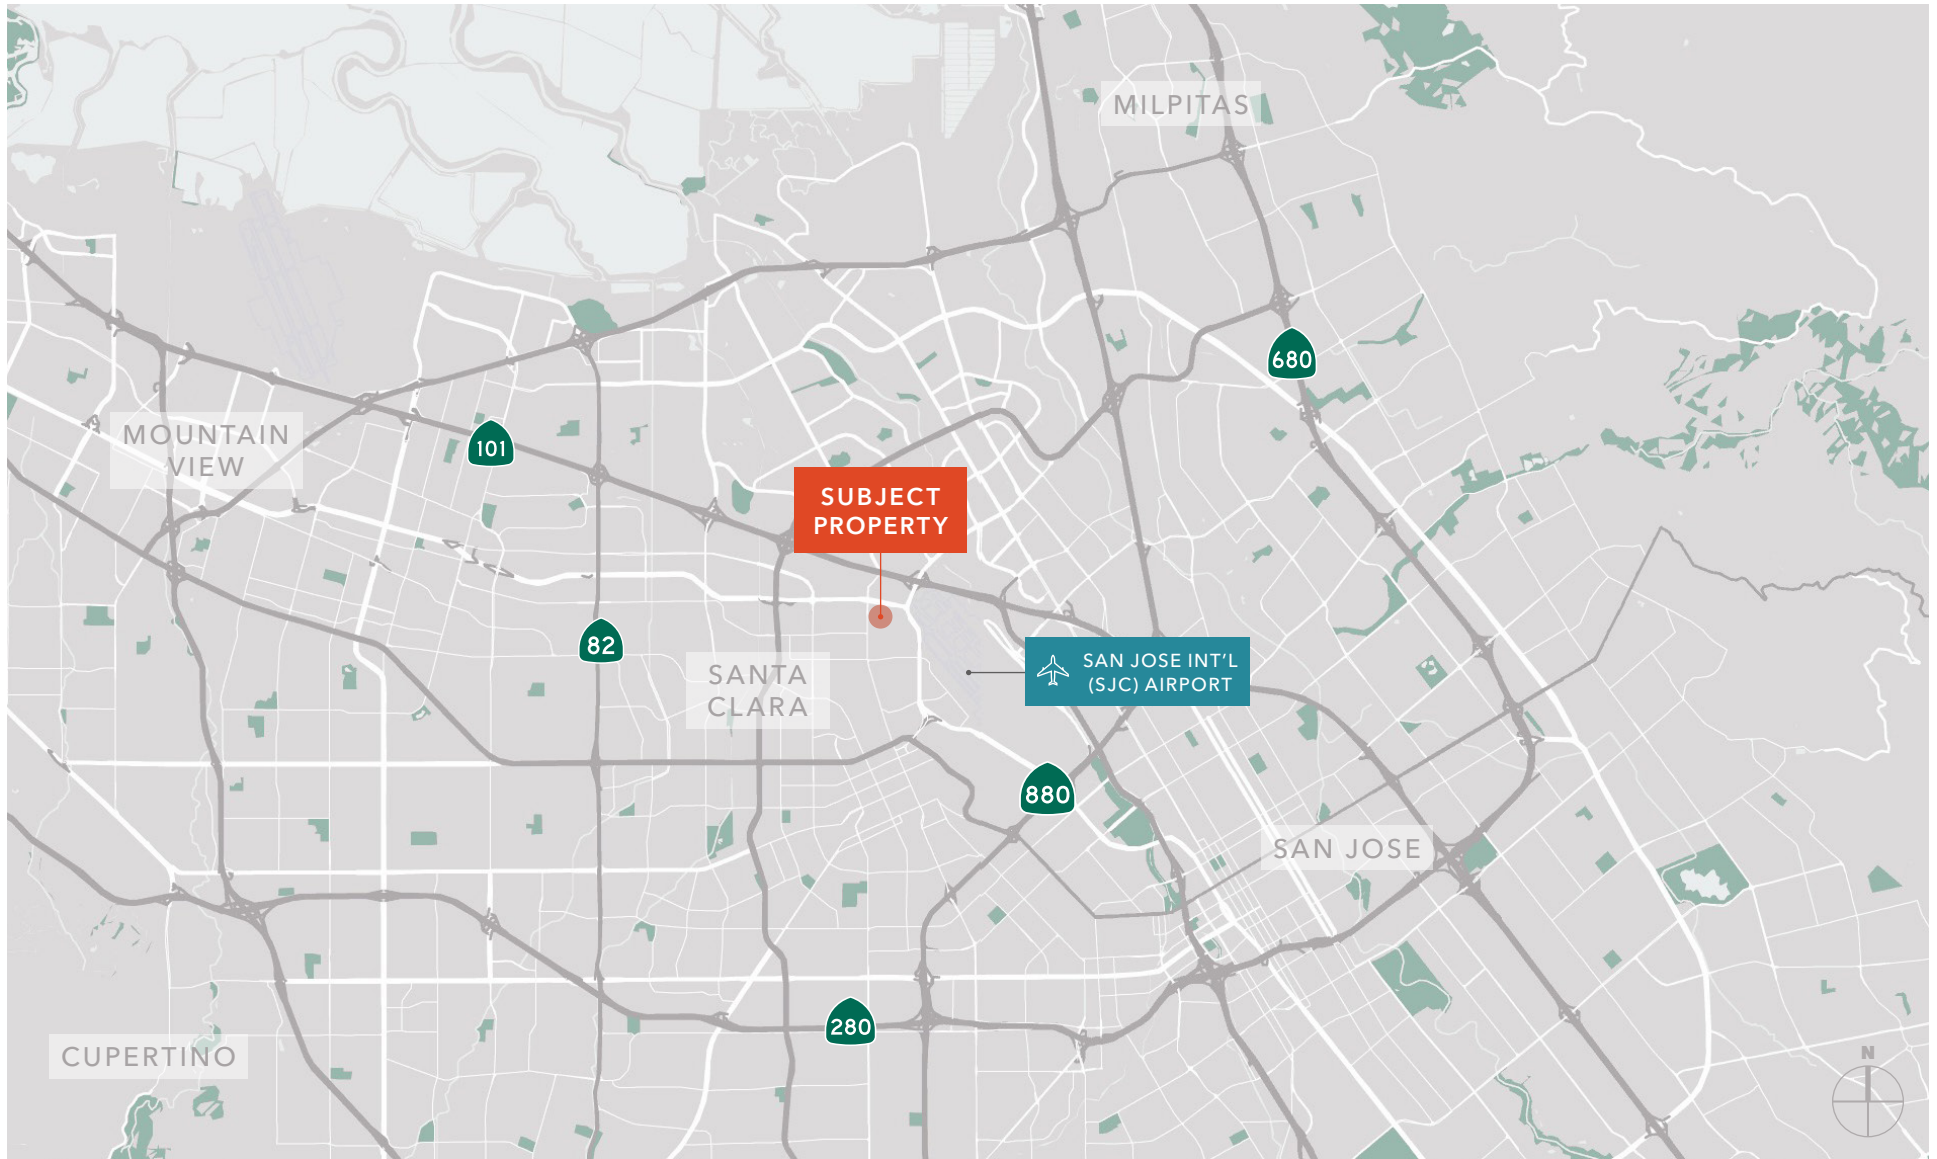 MILPITAS
680
MOUNTAIN
VIEW
101
SUBJECT
PROPERTY
82
SANTA
CLARA
SAN JOSE INT'L
(SJC) AIRPORT
880
SAN JOSE
280
CUPERTINO
N